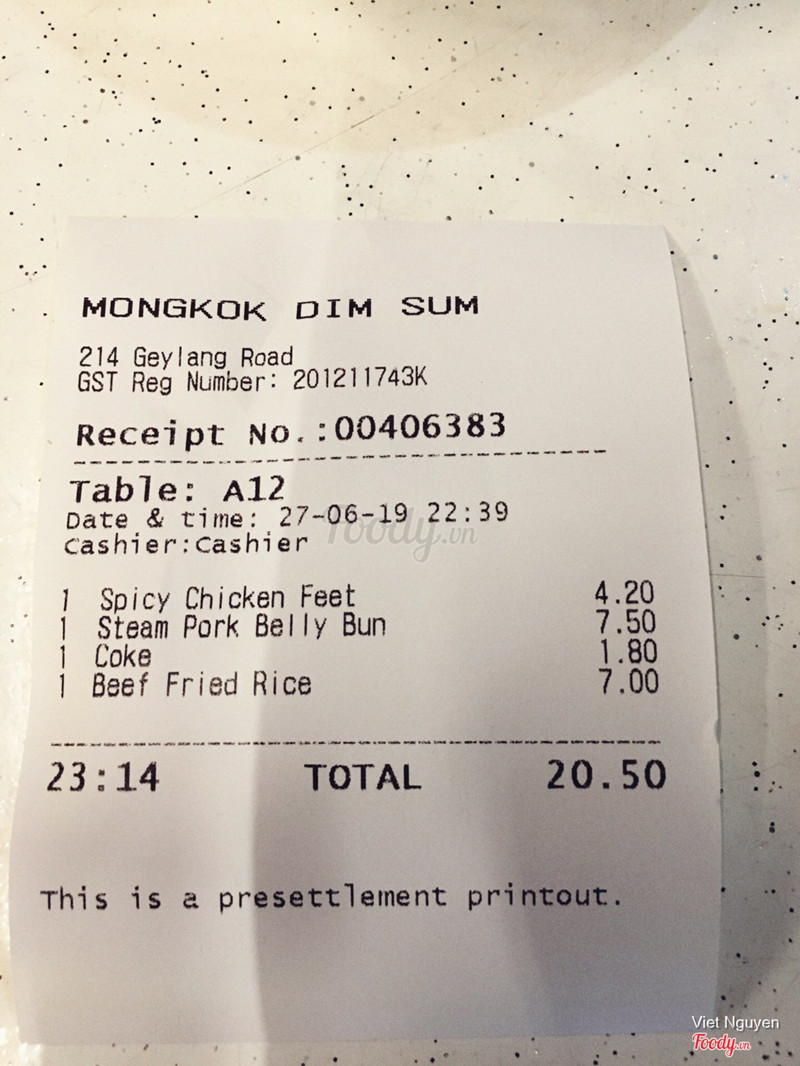 MONGKOK DIM SUM
214 Geylang Road
GST Reg Number: 201211743K
Receipt No.:00406383
Table: A12
Date & time: 27-06-19 22:39
Cashier:Cashier
1 Spicy Chicken Feet 4.20
1 Steam Pork Belly Bun 7.50
1 Coke 1.80
1 Beef Fried Rice 7.00
23:14 TOTAL 20.50
This is a presettlement printout.
Foody.vn
Viet Nguyen
Foody.vn